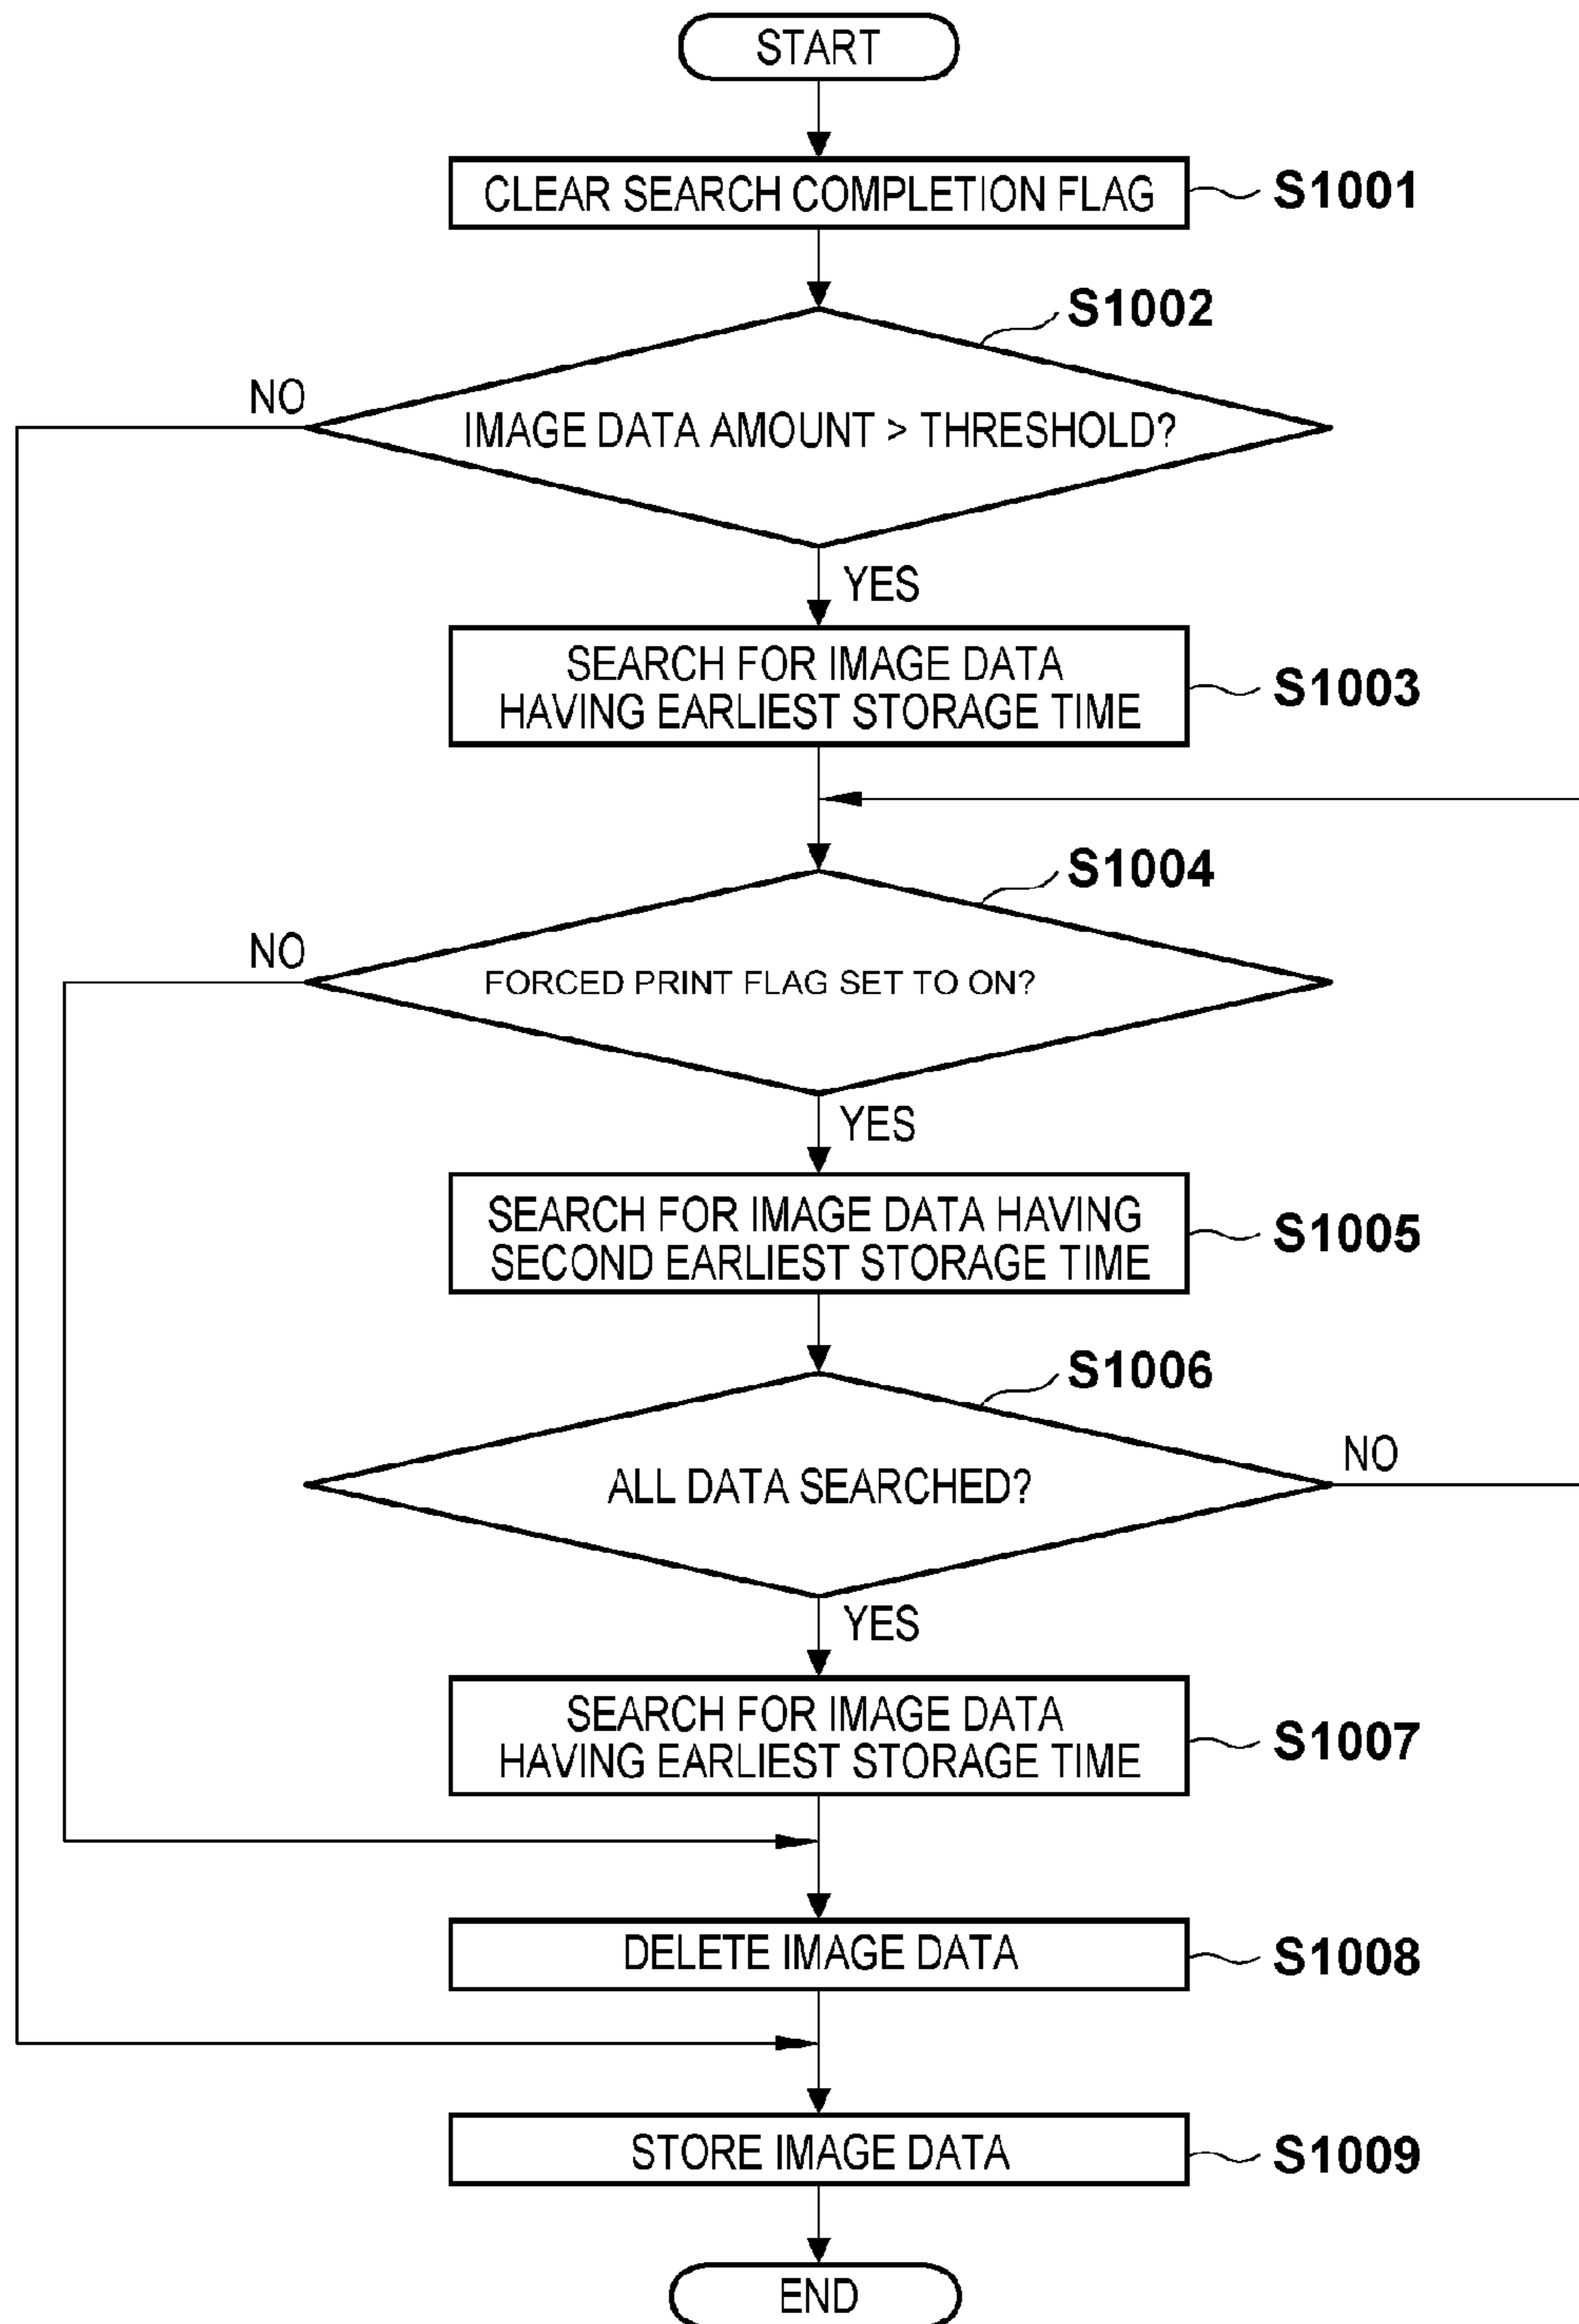 START
CLEAR SEARCH COMPLETION FLAG
S1001
S1002
NO
IMAGE DATA AMOUNT > THRESHOLD?
YES
SEARCH FOR IMAGE DATA
HAVING EARLIEST STORAGE TIME
S1003
S1004
NO
FORCED PRINT FLAG SET TO ON?
YES
SEARCH FOR IMAGE DATA HAVING
SECOND EARLIEST STORAGE TIME
S1005
S1006
NO
ALL DATA SEARCHED?
YES
SEARCH FOR IMAGE DATA
HAVING EARLIEST STORAGE TIME
S1007
DELETE IMAGE DATA
S1008
STORE IMAGE DATA
S1009
END